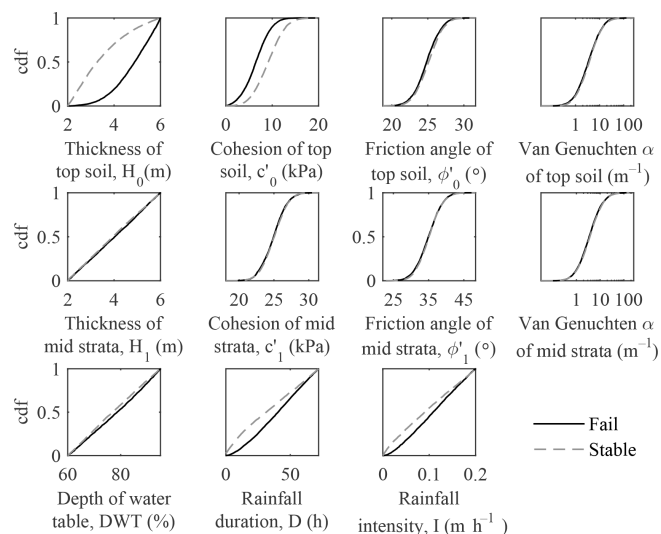 1
cdf
0.5
0
2 4 6
0 10 20
20 25 30
1 10 100
Thickness of
top soil, H₀(m)
Cohesion of top
soil, c'₀ (kPa)
Friction angle of
top soil, ϕ'₀ (°)
Van Genuchten α
of top soil (m⁻¹)
1
cdf
0.5
0
1
0.5
0
2 4 6
20 25 30
25 35 45
1 10 100
Thickness of
mid strata, H₁ (m)
Cohesion of mid
strata, c'₁ (kPa)
Friction angle of
mid strata, ϕ'₁ (°)
Van Genuchten α
of mid strata (m⁻¹)
1
cdf
0.5
0
60 80
0 50
0 0.1 0.2
Depth of water
table, DWT (%)
Rainfall
duration, D (h)
Rainfall
intensity, I (m h⁻¹)
Fail
Stable